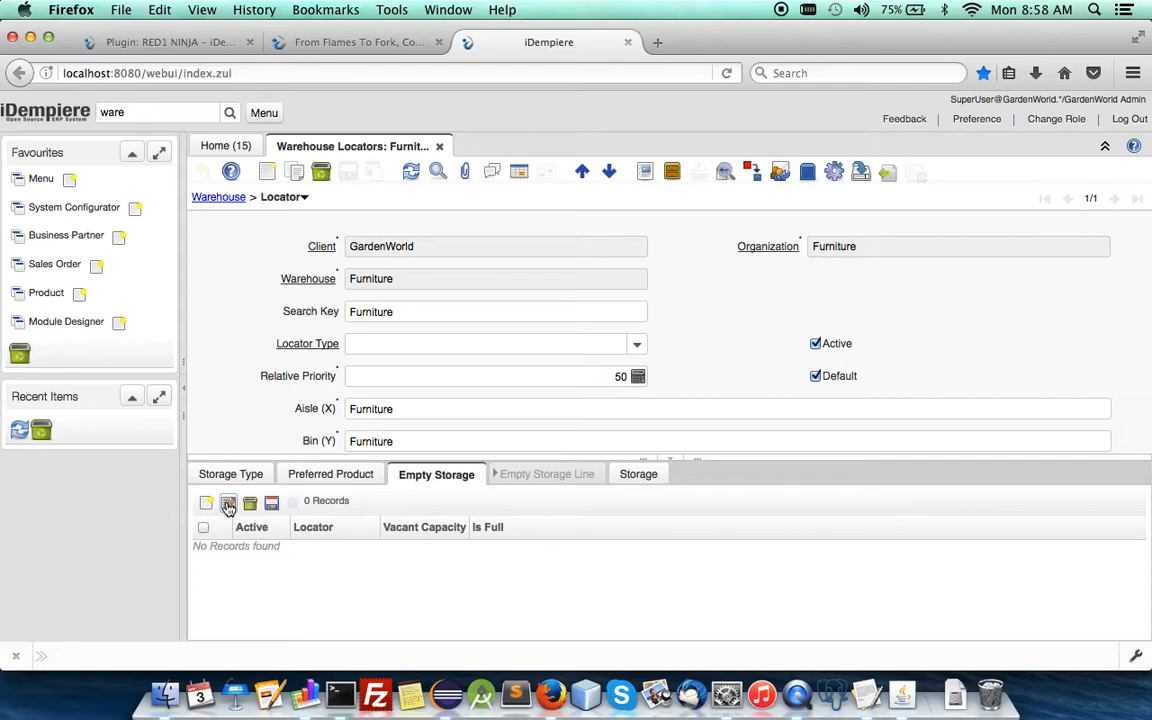 Firefox File Edit View History Bookmarks Tools Window Help 75% Mon 8:58 AM
Plugin: RED1 NINJA – iDe... From Flames To Fork, Co... iDempiere
localhost:8080/webui/index.zul Search
iDempiere ware Menu SuperUser@GardenWorld.*/GardenWorld Admin
Open Source ERP System Feedback Preference Change Role Log Out
Favourites Home (15) Warehouse Locators: Furnit...
Menu
Warehouse > Locator 1/1
System Configurator
Business Partner
Sales Order
Product
Module Designer
Client* GardenWorld Organization* Furniture
Warehouse* Furniture
Search Key* Furniture
Locator Type Active
Relative Priority* 50 Default
Recent Items
Aisle (X)* Furniture
Bin (Y)* Furniture
Storage Type Preferred Product Empty Storage Empty Storage Line Storage
0 Records
Active Locator Vacant Capacity Is Full
No Records found
3